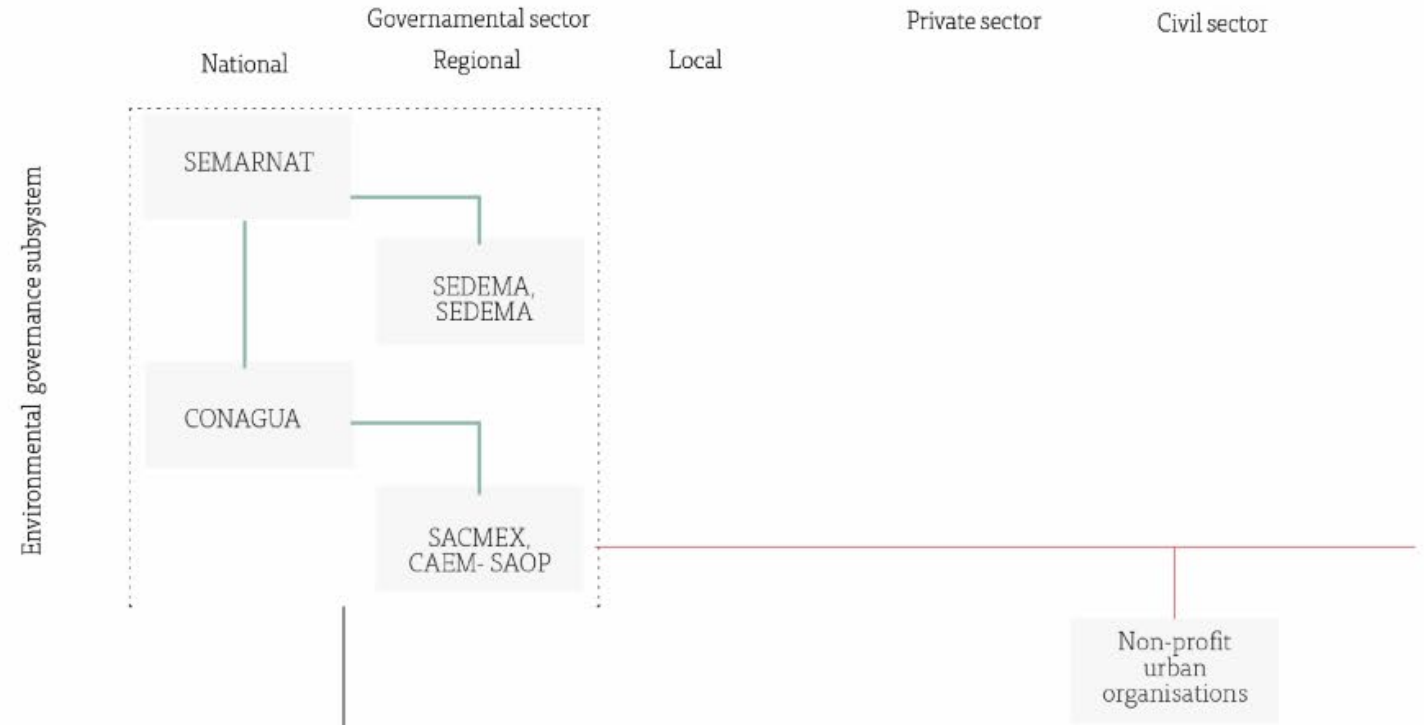 Governamental sector
Private sector
Civil sector
National
Regional
Local
Environmental governance subsystem
SEMARNAT
SEDEMA,
SEDEMA
CONAGUA
SACMEX,
CAEM- SAOP
Non-profit
urban
organisations